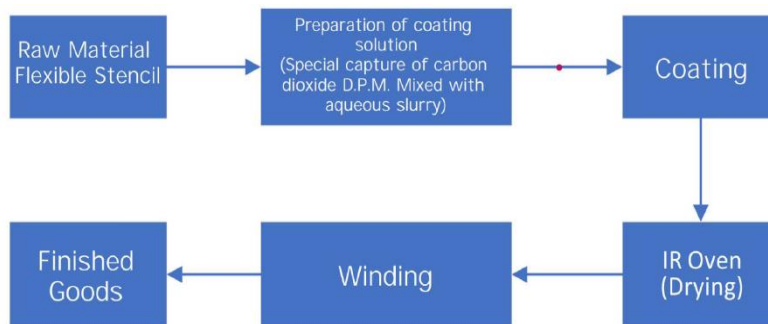 Raw Material
Flexible Stencil
Preparation of coating
solution
(Special capture of carbon
dioxide D.P.M. Mixed with
aqueous slurry)
Coating
IR Oven
(Drying)
Winding
Finished
Goods